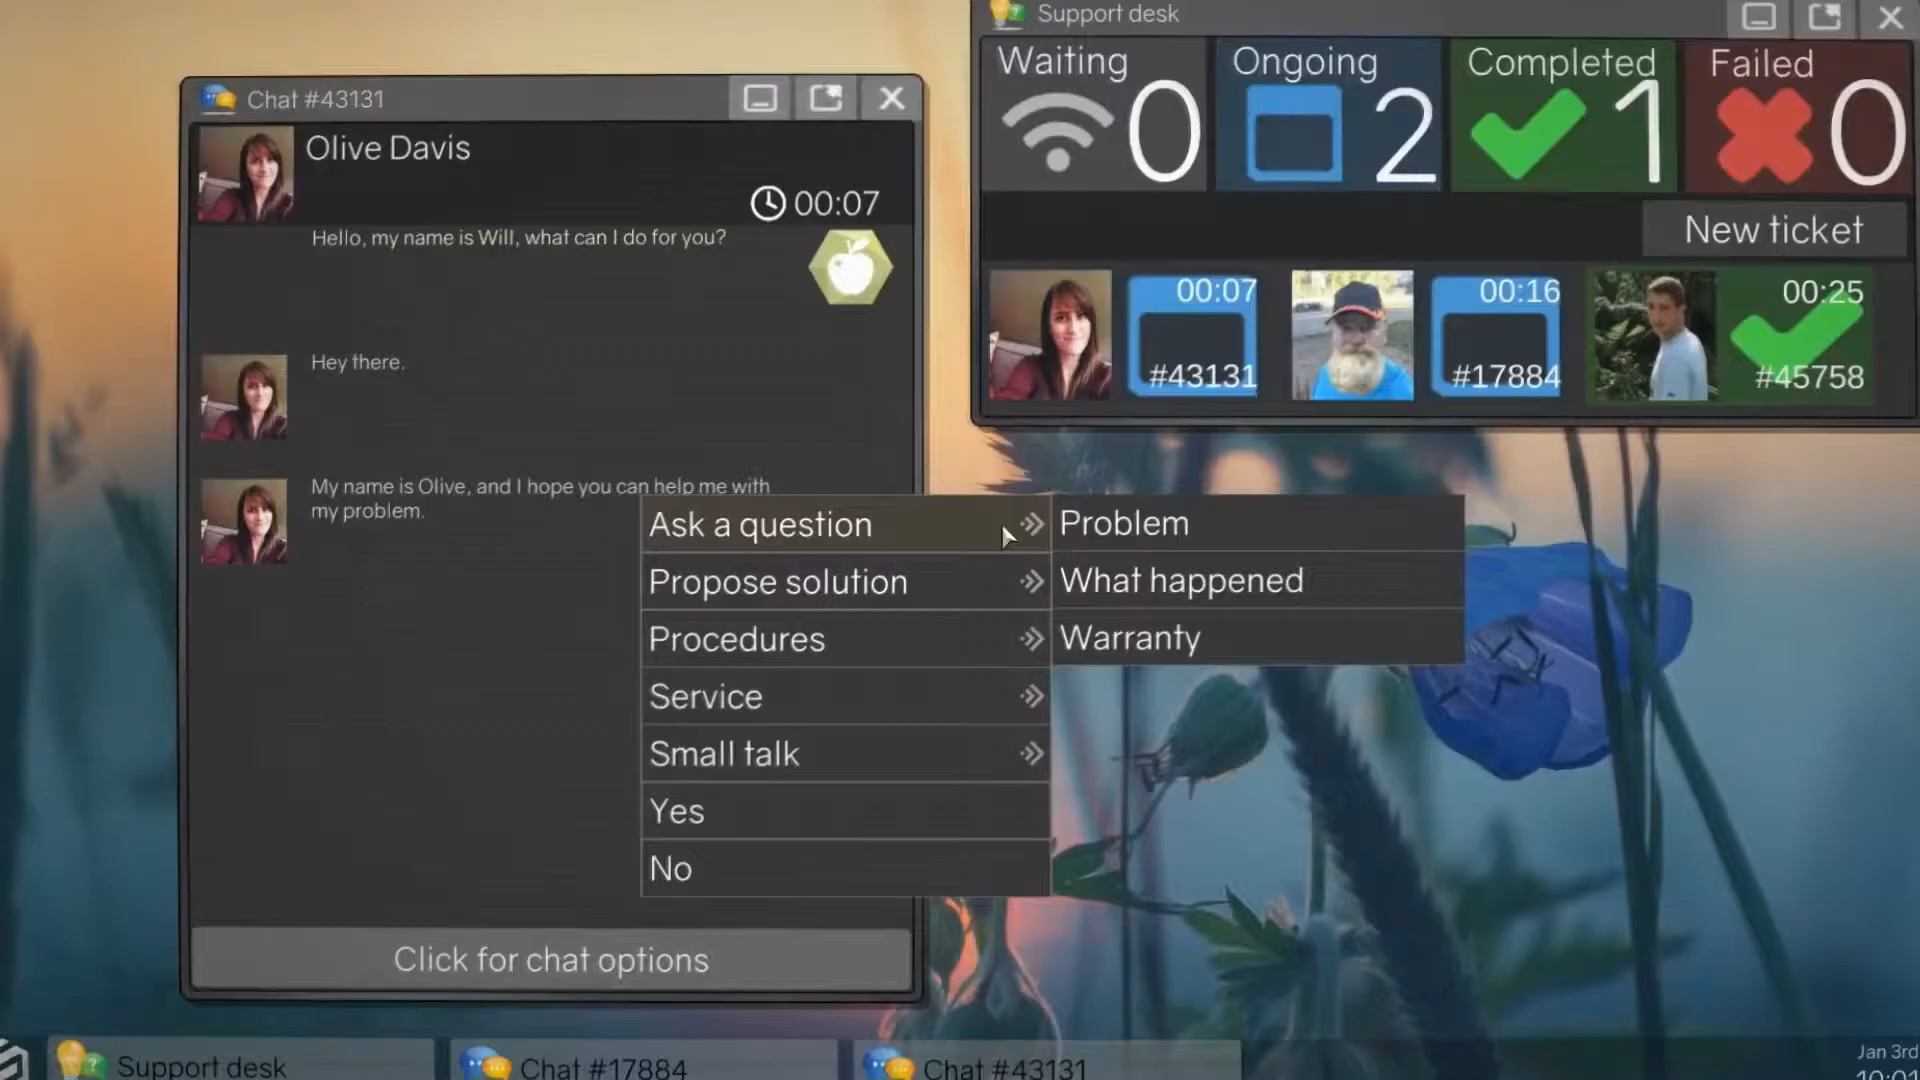 Support desk
Waiting
0
Ongoing
2
Completed
1
Failed
0
New ticket
00:07
#43131
00:16
#17884
00:25
#45758
Chat #43131
Olive Davis
00:07
Hello, my name is Will, what can I do for you?
Hey there.
My name is Olive, and I hope you can help me with
my problem.
Ask a question
Propose solution
Procedures
Service
Small talk
Yes
No
Problem
What happened
Warranty
Click for chat options
Support desk
Chat #17884
Chat #43131
Jan 3rd
10:01